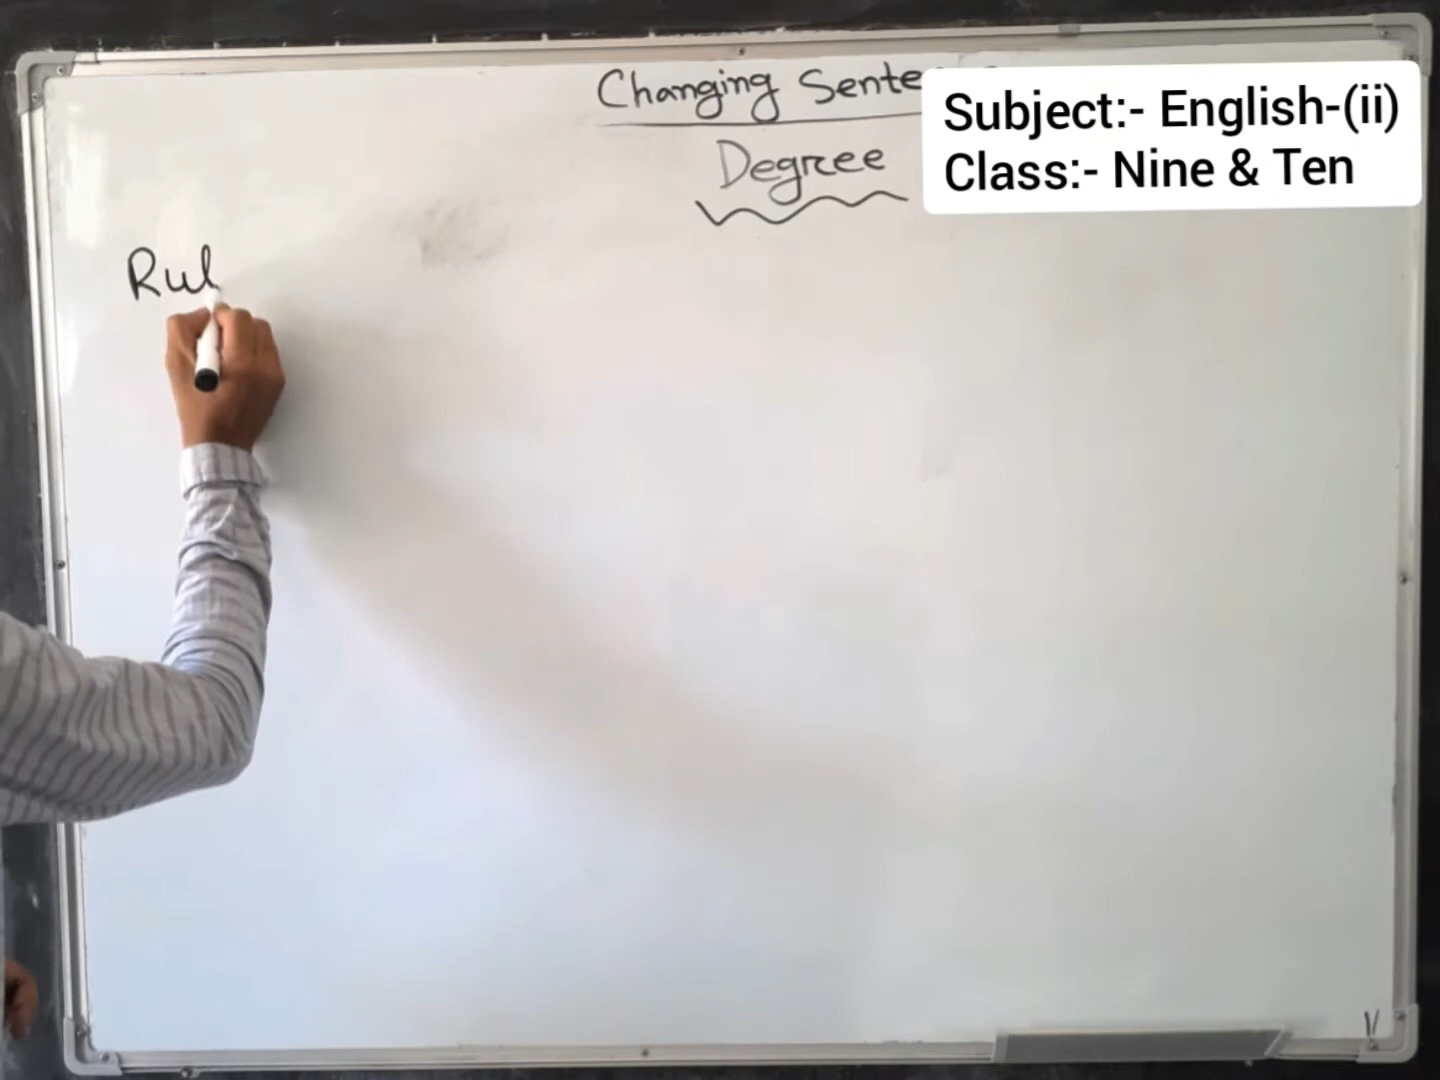 Changing Sente
Degree
Subject:- English-(ii)
Class:- Nine & Ten
Rul